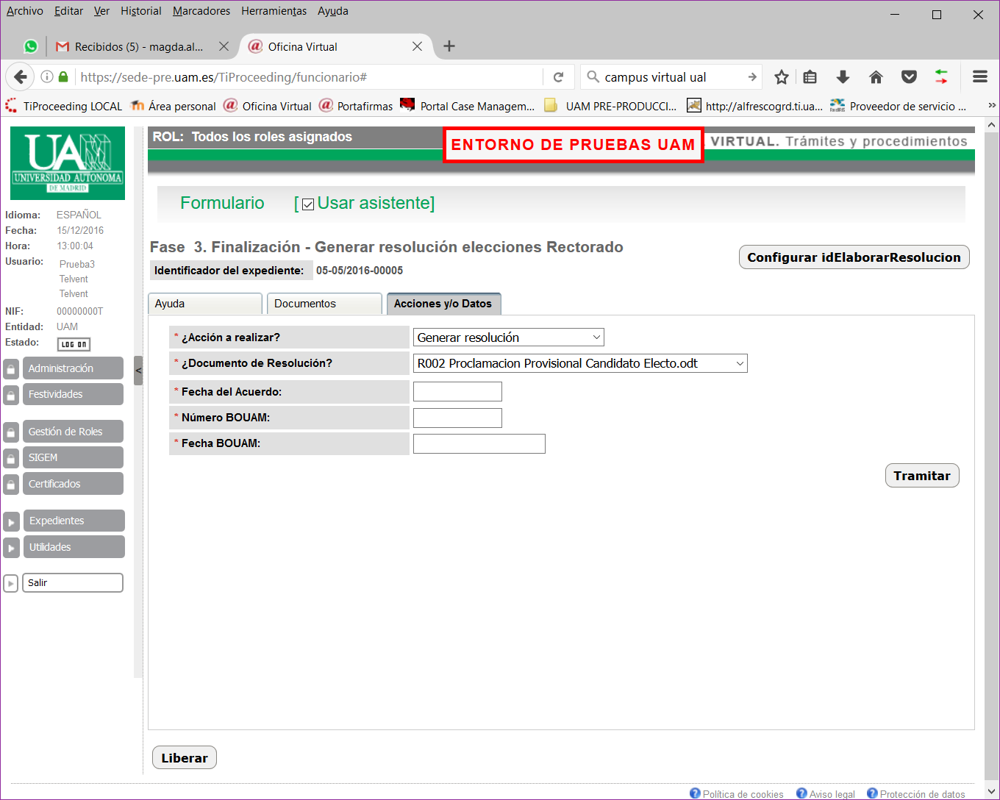 Archivo Editar Ver Historial Marcadores Herramientas Ayuda
Recibidos (5) - magda.al... Oficina Virtual
https://sede-pre.uam.es/TiProceeding/funcionario# campus virtual ual
TiProceeding LOCAL Área personal Oficina Virtual Portafirmas Portal Case Managem... UAM PRE-PRODUCCI... http://alfrescogrd.ti.ua... Proveedor de servicio ... »
UAM
UNIVERSIDAD AUTONOMA
DE MADRID
ROL: Todos los roles asignados
ENTORNO DE PRUEBAS UAM
VIRTUAL. Trámites y procedimientos
Idioma: ESPAÑOL
Fecha: 15/12/2016
Hora: 13:00:04
Usuario: Prueba3
Telvent
Telvent
NIF: 00000000T
Entidad: UAM
Estado: LOG ON
Administración
Festividades
Gestión de Roles
SIGEM
Certificados
Expedientes
Utilidades
Salir
<
Formulario [Usar asistente]
Fase 3. Finalización - Generar resolución elecciones Rectorado
Identificador del expediente: 05-05/2016-00005
Configurar idElaborarResolucion
Ayuda Documentos Acciones y/o Datos
* ¿Acción a realizar? Generar resolución
* ¿Documento de Resolución? R002 Proclamacion Provisional Candidato Electo.odt
* Fecha del Acuerdo:
* Número BOUAM:
* Fecha BOUAM:
Tramitar
Liberar
Política de cookies Aviso legal Protección de datos